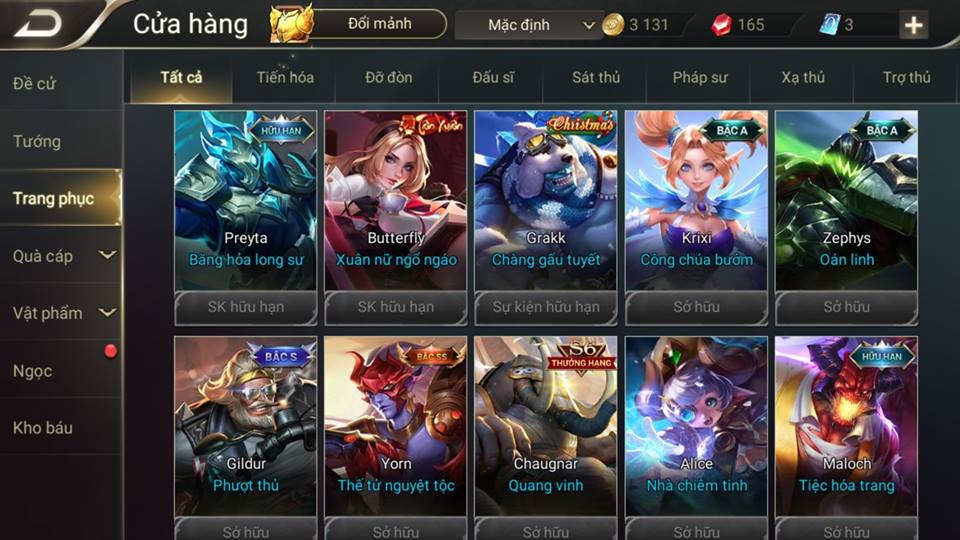 Cửa hàng
Đổi mảnh
Mặc định
3 131
165
3
Đề cử
Tướng
Trang phục
Quà cáp
Vật phẩm
Ngọc
Kho báu
Tất cả
Tiến hóa
Đỡ đòn
Đấu sĩ
Sát thủ
Pháp sư
Xạ thủ
Trợ thủ
HỮU HẠN
Preyta
Băng hỏa long sư
SK hữu hạn
Tân Xuân
Butterfly
Xuân nữ ngổ ngáo
SK hữu hạn
Christmas
Grakk
Chàng gấu tuyết
Sự kiện hữu hạn
BẬC A
Krixi
Công chúa bướm
Sở hữu
BẬC A
Zephys
Oán linh
Sở hữu
BẬC S
Gildur
Phượt thủ
Sở hữu
BẬC SS
Yorn
Thế tử nguyệt tộc
Sở hữu
S6
THƯỞNG HẠNG
Chaugnar
Quang vinh
Sở hữu
Alice
Nhà chiêm tinh
Sở hữu
HỮU HẠN
Maloch
Tiệc hóa trang
Sở hữu